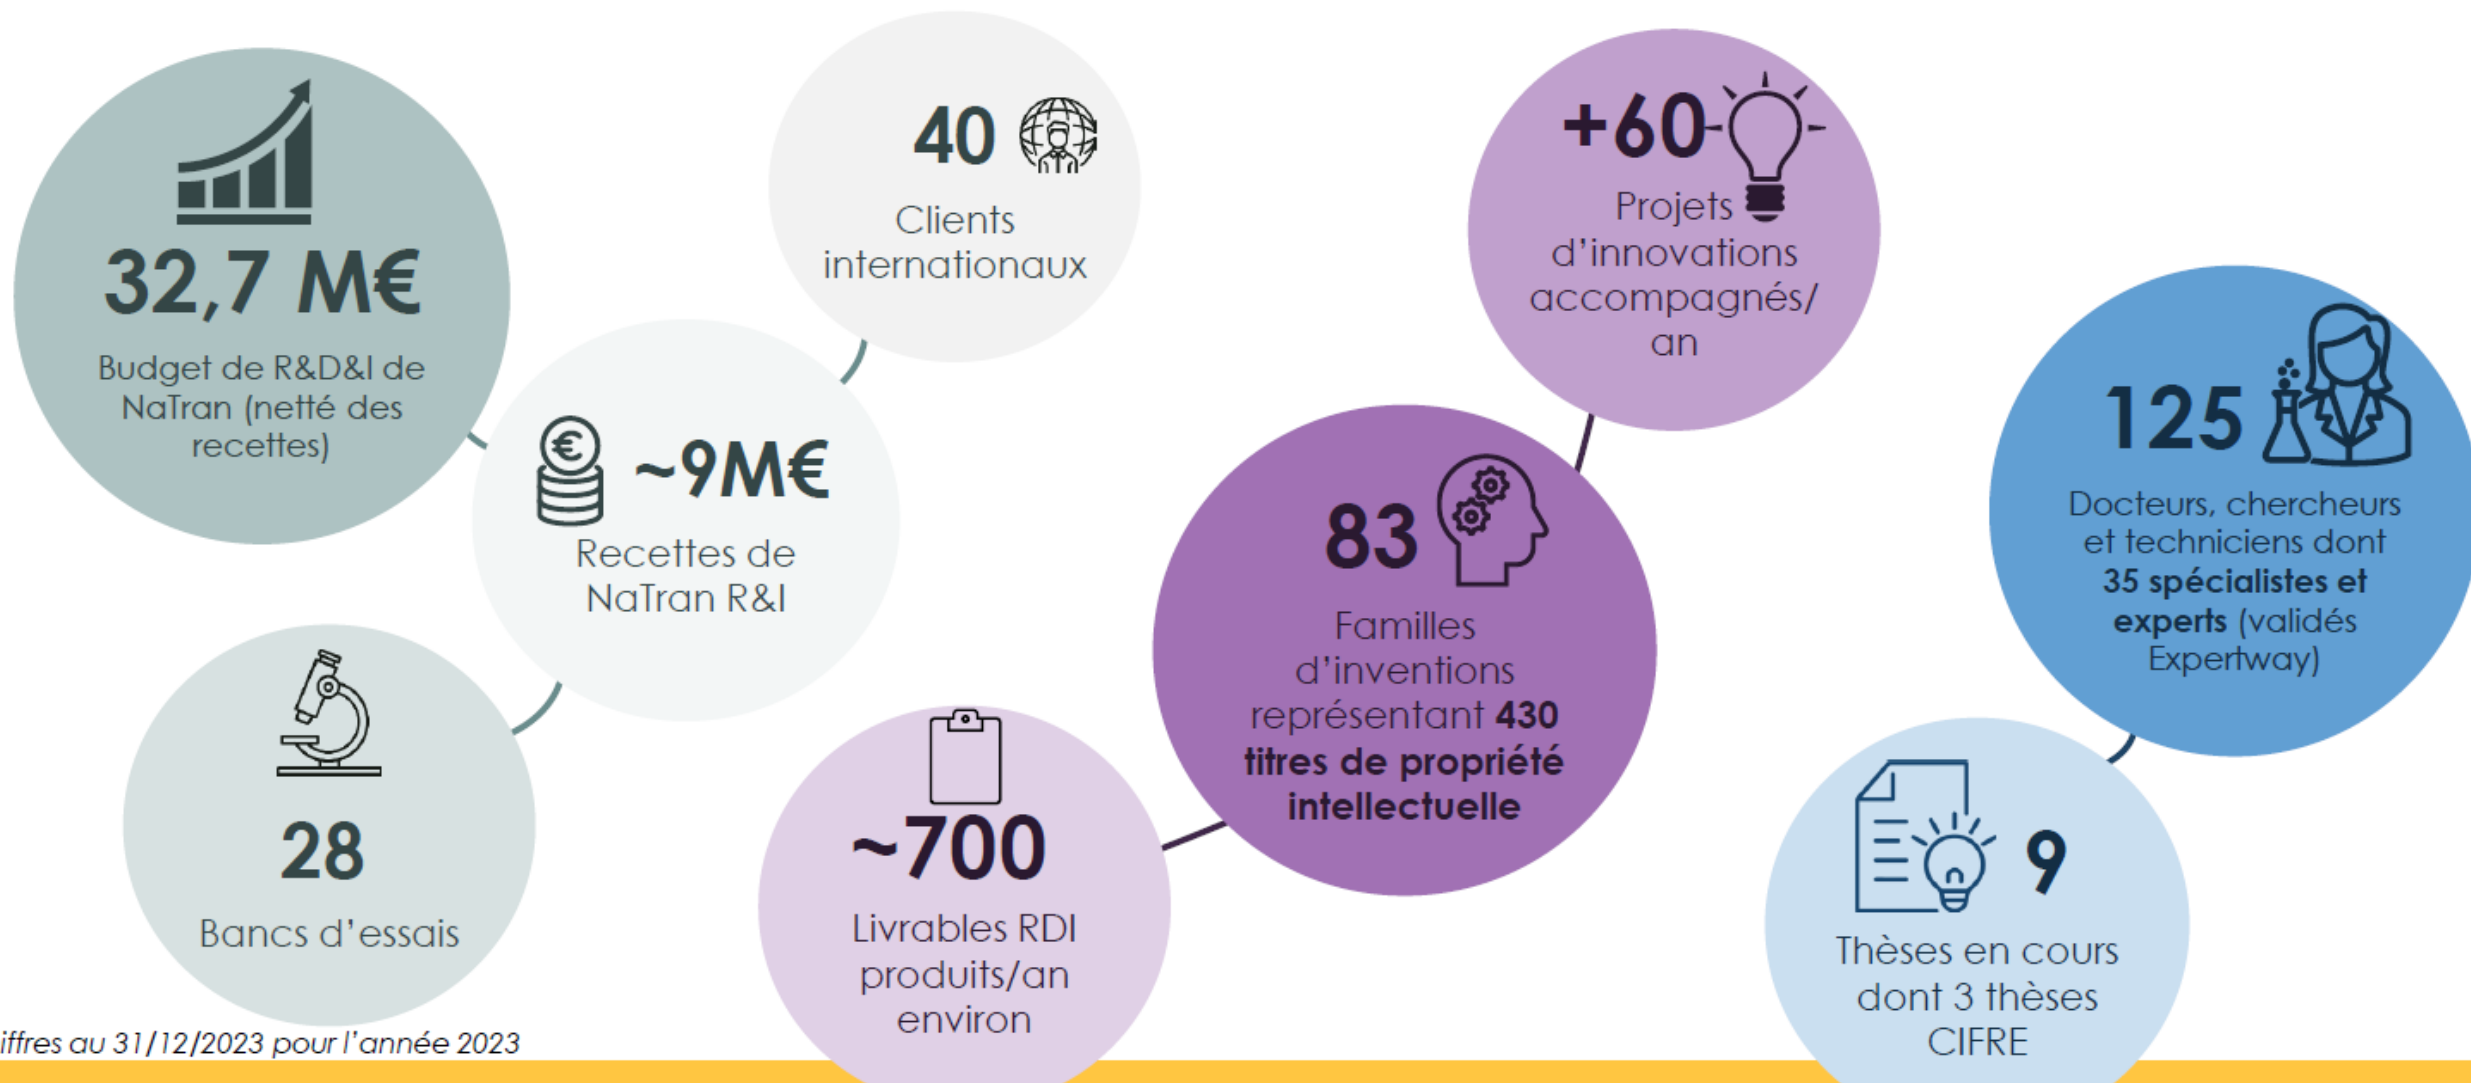 32,7 M€
Budget de R&D&I de
NaTran (netté des
recettes)
40
Clients
internationaux
~9M€
Recettes de
NaTran R&I
28
Bancs d'essais
+60
Projets
d'innovations
accompagnés/
an
83
Familles
d'inventions
représentant 430
titres de propriété
intellectuelle
~700
Livrables RDI
produits/an
environ
125
Docteurs, chercheurs
et techniciens dont
35 spécialistes et
experts (validés
Expertway)
9
Thèses en cours
dont 3 thèses
CIFRE
iffres au 31/12/2023 pour l'année 2023